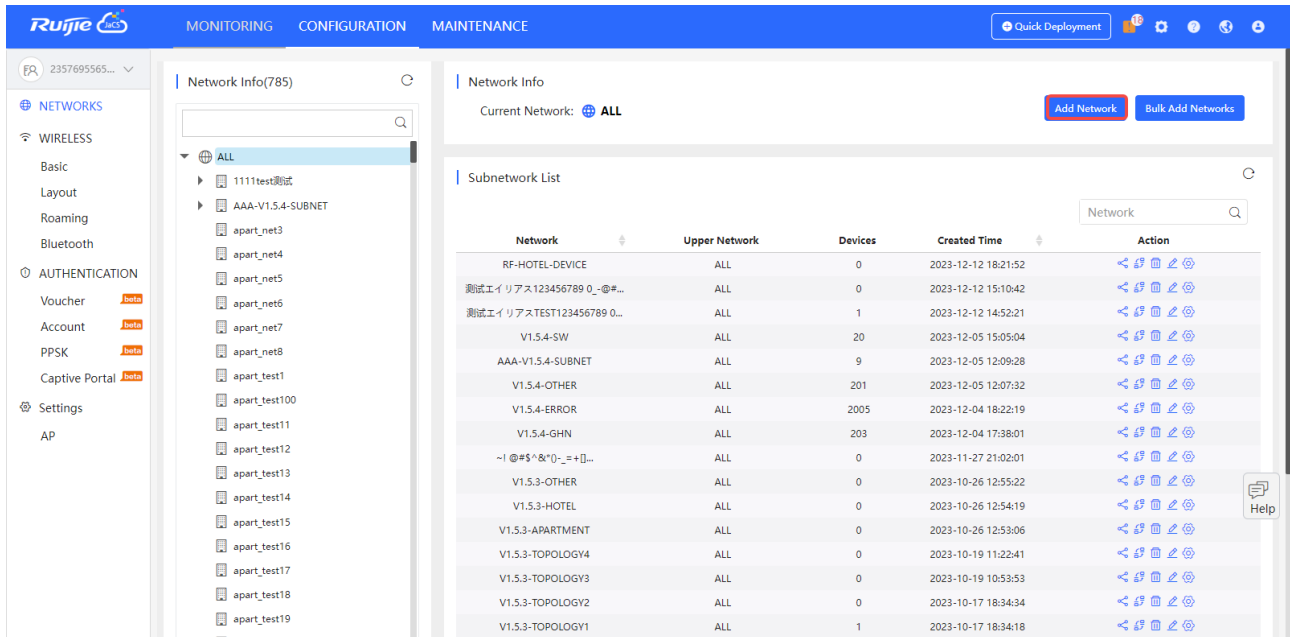 Ruijie JaCS MONITORING CONFIGURATION MAINTENANCE Quick Deployment 18
2357695565...
NETWORKS
WIRELESS
Basic
Layout
Roaming
Bluetooth
AUTHENTICATION
Voucher beta
Account beta
PPSK beta
Captive Portal beta
Settings
AP
Network Info(785)
ALL
1111test测试
AAA-V1.5.4-SUBNET
apart_net3
apart_net4
apart_net5
apart_net6
apart_net7
apart_net8
apart_test1
apart_test100
apart_test11
apart_test12
apart_test13
apart_test14
apart_test15
apart_test16
apart_test17
apart_test18
apart_test19
Network Info
Current Network: ALL Add Network Bulk Add Networks
Subnetwork List
Network
Network Upper Network Devices Created Time Action
RF-HOTEL-DEVICE ALL 0 2023-12-12 18:21:52
测试エイリアス123456789 0_-@#... ALL 0 2023-12-12 15:10:42
测试エイリアスTEST123456789 0... ALL 1 2023-12-12 14:52:21
V1.5.4-SW ALL 20 2023-12-05 15:05:04
AAA-V1.5.4-SUBNET ALL 9 2023-12-05 12:09:28
V1.5.4-OTHER ALL 201 2023-12-05 12:07:32
V1.5.4-ERROR ALL 2005 2023-12-04 18:22:19
V1.5.4-GHN ALL 203 2023-12-04 17:38:01
~! @#$^&*()-_=+[]... ALL 0 2023-11-27 21:02:01
V1.5.3-OTHER ALL 0 2023-10-26 12:55:22
V1.5.3-HOTEL ALL 0 2023-10-26 12:54:19
V1.5.3-APARTMENT ALL 0 2023-10-26 12:53:06
V1.5.3-TOPOLOGY4 ALL 0 2023-10-19 11:22:41
V1.5.3-TOPOLOGY3 ALL 0 2023-10-19 10:53:53
V1.5.3-TOPOLOGY2 ALL 0 2023-10-17 18:34:34
V1.5.3-TOPOLOGY1 ALL 1 2023-10-17 18:34:18
Help